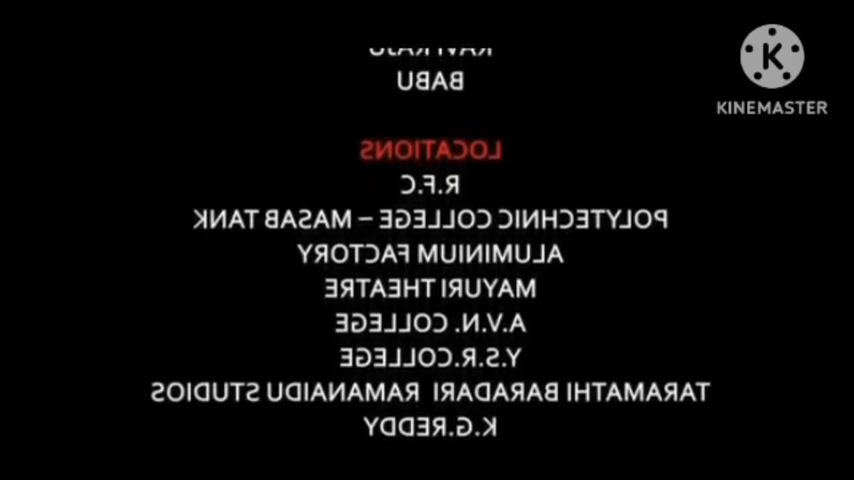 BABU
LOCATIONS
R.F.C
POLYTECHNIC COLLEGE – MASAB TANK
ALUMINIUM FACTORY
MAYURI THEATRE
A.V.N. COLLEGE
Y.S.R.COLLEGE
TARAMATHI BARADARI RAMANAIDU STUDIOS
K.G.REDDY
K
KINEMASTER